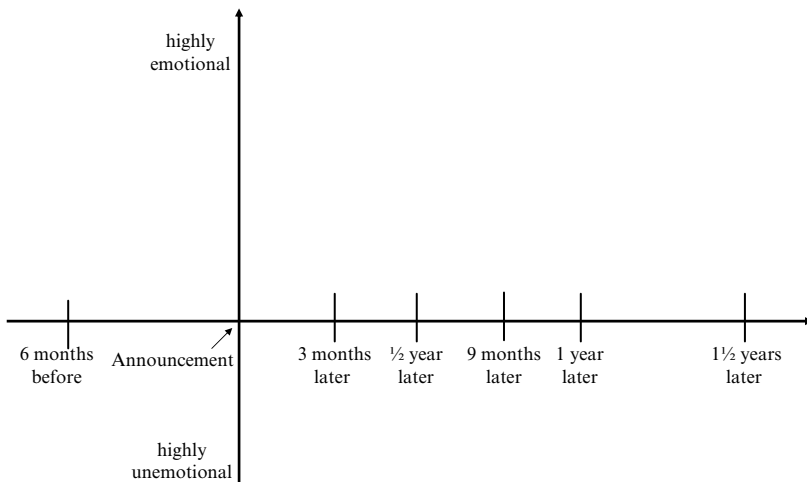 highly
emotional
6 months
before
Announcement
3 months
later
½ year
later
9 months
later
1 year
later
1½ years
later
highly
unemotional